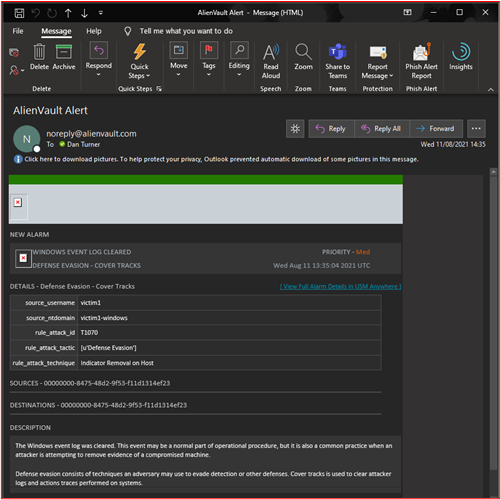 AlienVault Alert - Message (HTML)
File Message Help Tell me what you want to do
Delete Archive Respond Quick Steps Move Tags Editing Read Aloud Zoom Share to Teams Report Message Phish Alert Report Insights
Delete Quick Steps Speech Zoom Teams Protection Phish Alert
AlienVault Alert
N
noreply@alienvault.com
To Dan Turner
Reply Reply All Forward
Wed 11/08/2021 14:35
Click here to download pictures. To help protect your privacy, Outlook prevented automatic download of some pictures in this message.
NEW ALARM
WINDOWS EVENT LOG CLEARED PRIORITY - Med
DEFENSE EVASION - COVER TRACKS Wed Aug 11 13:35:04 2021 UTC
DETAILS - Defense Evasion - Cover Tracks [ View Full Alarm Details in USM Anywhere ]
source_username victim1
source_ntdomain victim1-windows
rule_attack_id T1070
rule_attack_tactic [u'Defense Evasion']
rule_attack_technique Indicator Removal on Host
SOURCES - 00000000-8475-48d2-9f53-f11d1314ef23
DESTINATIONS - 00000000-8475-48d2-9f53-f11d1314ef23
DESCRIPTION
The Windows event log was cleared. This event may be a normal part of operational procedure, but it is also a common practice when an
attacker is attempting to remove evidence of a compromised machine.
Defense evasion consists of techniques an adversary may use to evade detection or other defenses. Cover tracks is used to clear attacker
logs and actions traces performed on systems.